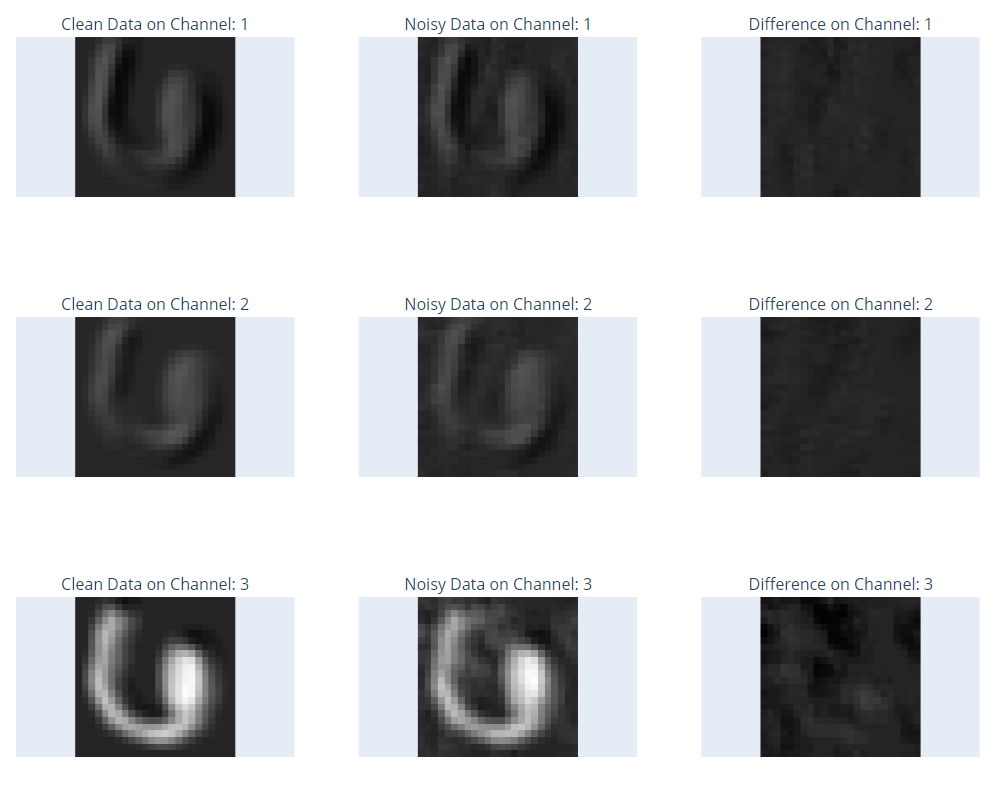 Clean Data on Channel: 1
Noisy Data on Channel: 1
Difference on Channel: 1
Clean Data on Channel: 2
Noisy Data on Channel: 2
Difference on Channel: 2
Clean Data on Channel: 3
Noisy Data on Channel: 3
Difference on Channel: 3